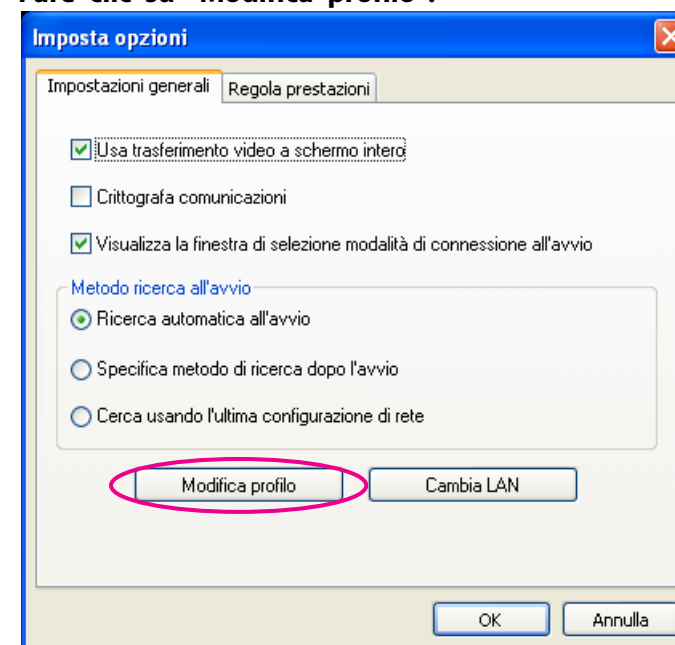 Fare clic su "Modifica profilo".
Imposta opzioni
Impostazioni generali Regola prestazioni
Usa trasferimento video a schermo intero
Crittografa comunicazioni
Visualizza la finestra di selezione modalità di connessione all'avvio
Metodo ricerca all'avvio
Ricerca automatica all'avvio
Specifica metodo di ricerca dopo l'avvio
Cerca usando l'ultima configurazione di rete
Modifica profilo Cambia LAN
OK Annulla